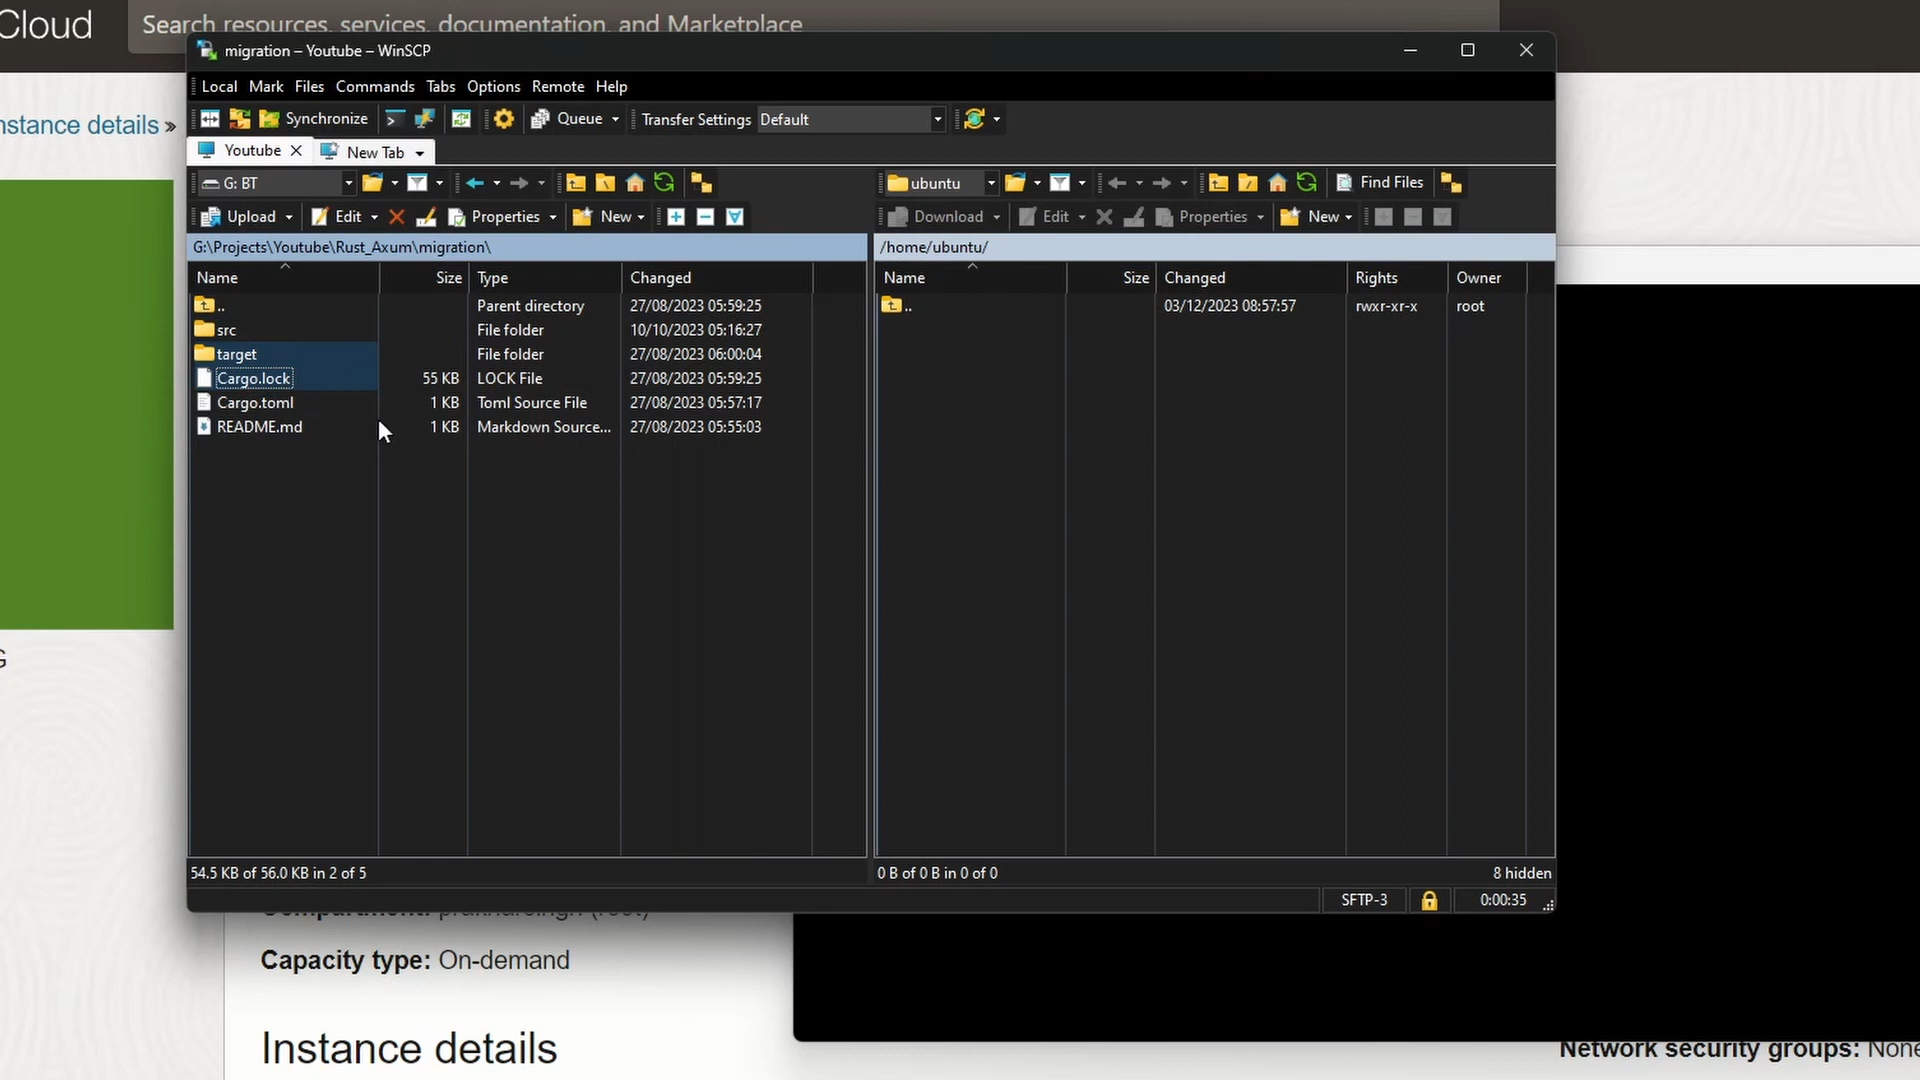 Cloud
Search resources, services, documentation, and Marketplace
migration – Youtube – WinSCP
Local Mark Files Commands Tabs Options Remote Help
Synchronize Queue Transfer Settings Default
nstance details »
Youtube New Tab
G: BT
ubuntu Find Files
Upload Edit Properties New
Download Edit Properties New
G:\Projects\Youtube\Rust_Axum\migration\
/home/ubuntu/
Name Size Type Changed
.. Parent directory 27/08/2023 05:59:25
src File folder 10/10/2023 05:16:27
target File folder 27/08/2023 06:00:04
Cargo.lock 55 KB LOCK File 27/08/2023 05:59:25
Cargo.toml 1 KB Toml Source File 27/08/2023 05:57:17
README.md 1 KB Markdown Source... 27/08/2023 05:55:03
Name Size Changed Rights Owner
.. 03/12/2023 08:57:57 rwxr-xr-x root
54.5 KB of 56.0 KB in 2 of 5
0 B of 0 B in 0 of 0
8 hidden
SFTP-3 0:00:35
Capacity type: On-demand
Instance details
Network security groups: None